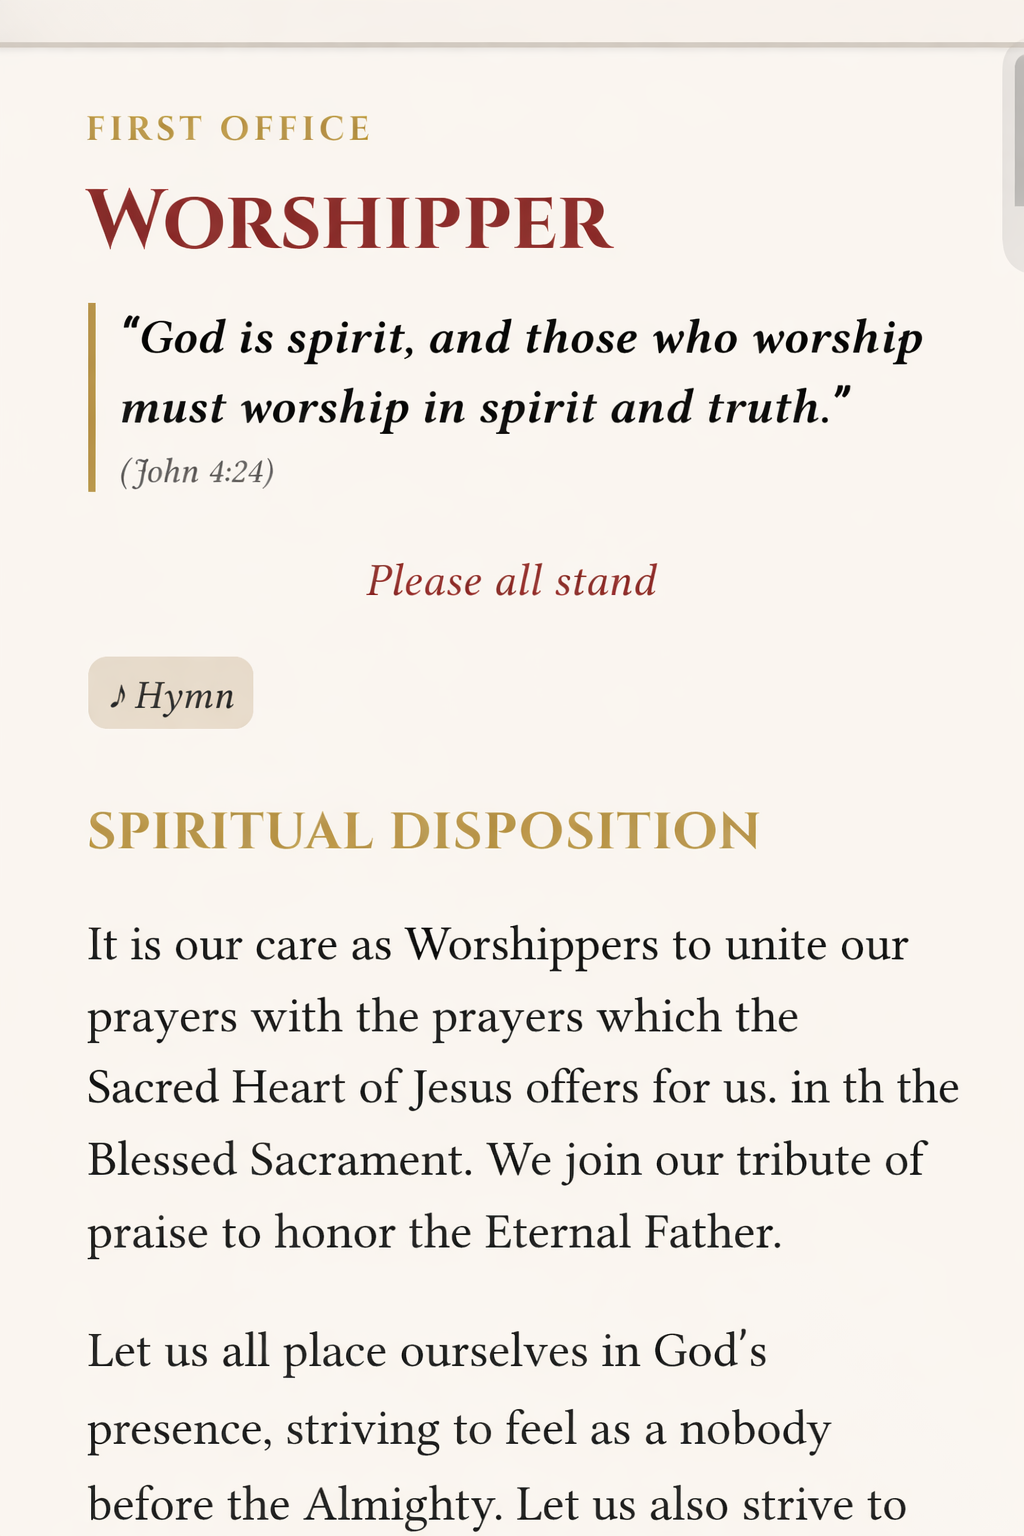 FIRST OFFICE
WORSHIPPER
“God is spirit, and those who worship
must worship in spirit and truth.”
(John 4:24)
Please all stand
♪ Hymn
SPIRITUAL DISPOSITION
It is our care as Worshippers to unite our
prayers with the prayers which the
Sacred Heart of Jesus offers for us. in th the
Blessed Sacrament. We join our tribute of
praise to honor the Eternal Father.
Let us all place ourselves in God’s
presence, striving to feel as a nobody
before the Almighty. Let us also strive to